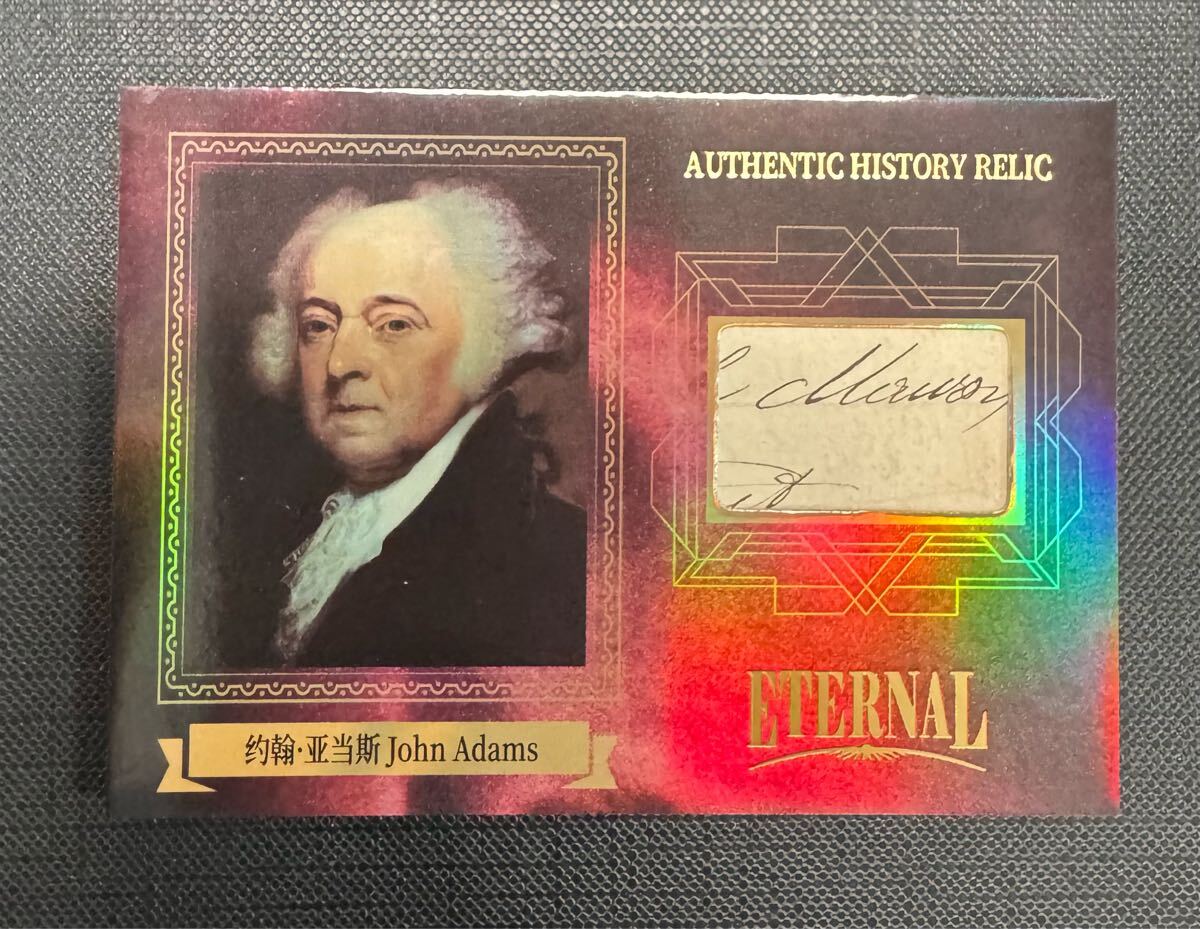 AUTHENTIC HISTORY RELIC
ETERNAL
约翰·亚当斯 John Adams